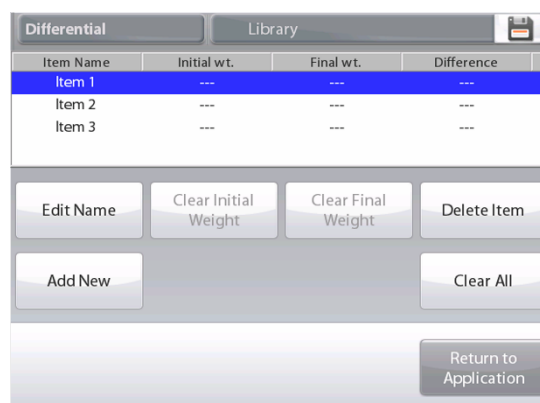 Differential Library
Item Name Initial wt. Final wt. Difference
Item 1 --- --- ---
Item 2 --- --- ---
Item 3 --- --- ---
Edit Name Clear Initial Weight Clear Final Weight Delete Item
Add New Clear All
Return to
Application